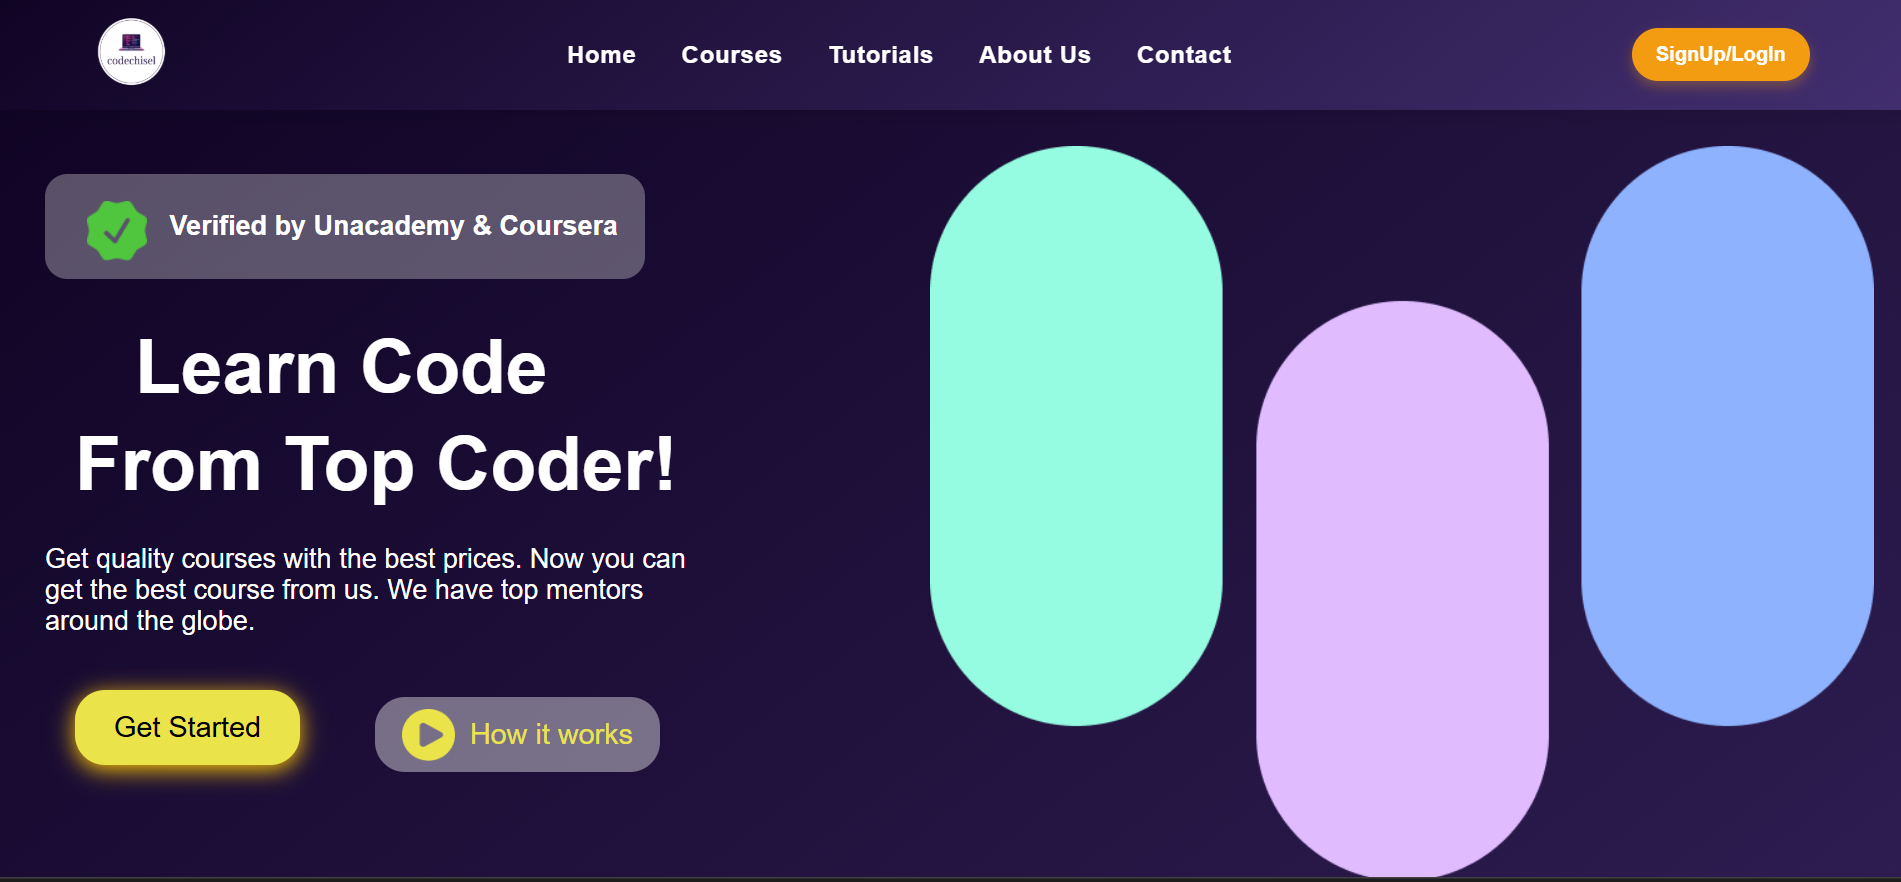 codechisel
Home
Courses
Tutorials
About Us
Contact
SignUp/LogIn
Verified by Unacademy & Coursera
Learn Code
From Top Coder!
Get quality courses with the best prices. Now you can
get the best course from us. We have top mentors
around the globe.
Get Started
How it works